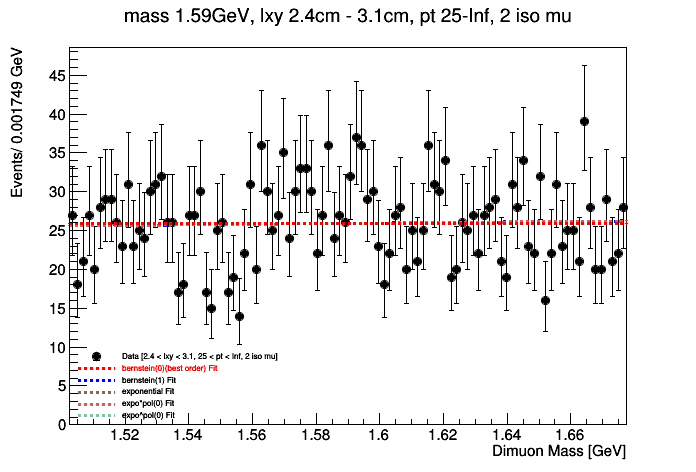 mass 1.59GeV, lxy 2.4cm - 3.1cm, pt 25-Inf, 2 iso mu
Events/ 0.001749 GeV
45
40
35
30
25
20
15
10
5
0
Data [2.4 < lxy < 3.1, 25 < pt < Inf, 2 iso mu]
bernstein(0)(best order) Fit
bernstein(1) Fit
exponential Fit
expo*pol(0) Fit
expo^pol(0) Fit
1.52 1.54 1.56 1.58 1.6 1.62 1.64 1.66
Dimuon Mass [GeV]